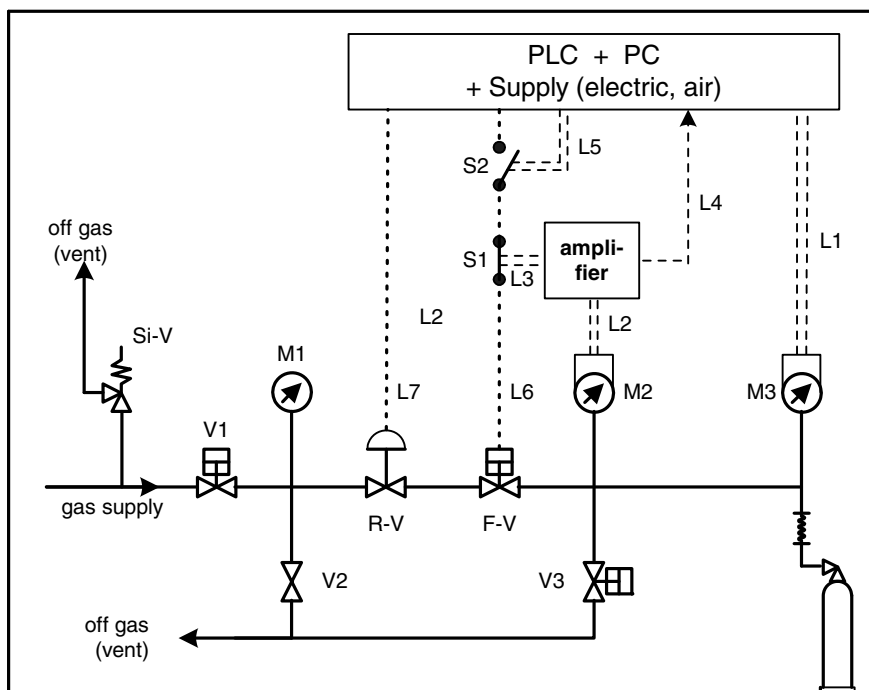 PLC + PC
+ Supply (electric, air)
S2
L5
L4
L1
off gas
(vent)
S1
L3
ampli-
fier
Si-V
L2
L2
M1
L7
L6
M2
M3
V1
gas supply
R-V
F-V
V2
V3
off gas
(vent)